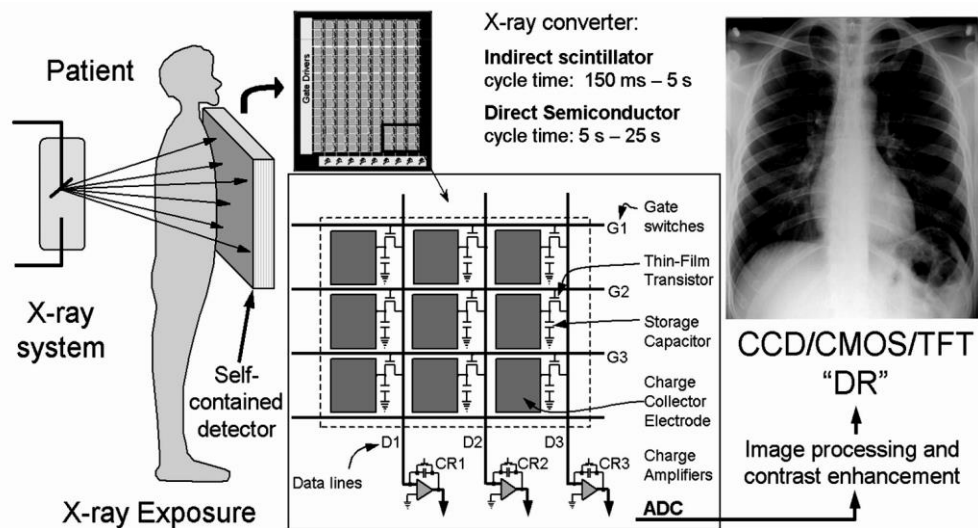 Patient
X-ray
system
Self-
contained
detector
X-ray Exposure
Gate Drivers
X-ray converter:
Indirect scintillator
cycle time: 150 ms – 5 s
Direct Semiconductor
cycle time: 5 s – 25 s
G1
Gate
switches
Thin-Film
Transistor
G2
Storage
Capacitor
G3
Charge
Collector
Electrode
D1
D2
D3
Data lines
CR1
CR2
CR3
Charge
Amplifiers
ADC
CCD/CMOS/TFT
“DR”
Image processing and
contrast enhancement